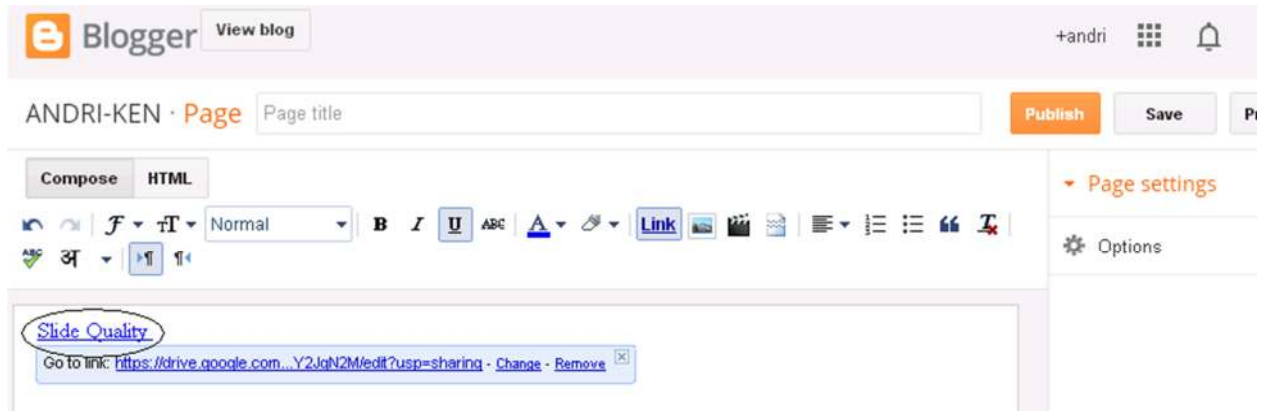 Blogger View blog +andri
ANDRI-KEN · Page Page title Publish Save
Compose HTML Page settings
F T Normal B I U ABC A Link
ABC अ Options
Slide Quality
Go to link: https://drive.google.com...Y2JqN2M/edit?usp=sharing - Change - Remove